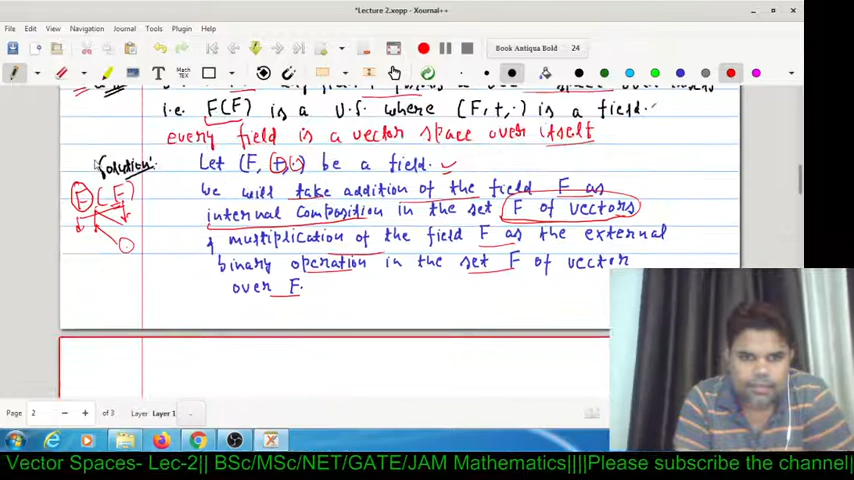 *Lecture 2.xopp - Xournal++
File Edit View Navigation Journal Tools Plugin Help
Book Antiqua Bold 24
i.e. F(F) is a V.S. where (F, +, ·) is a field.
every field is a vector space over itself
Solution: Let (F, +, ·) be a field.
We will take addition of the field F as
F(F)
internal composition in the set F of vectors
& multiplication of the field F as the external
binary operation in the set F of vector
over F.
Page 2 of 3 Layer Layer 1
Vector Spaces- Lec-2|| BSc/MSc/NET/GATE/JAM Mathematics||||Please subscribe the channel||